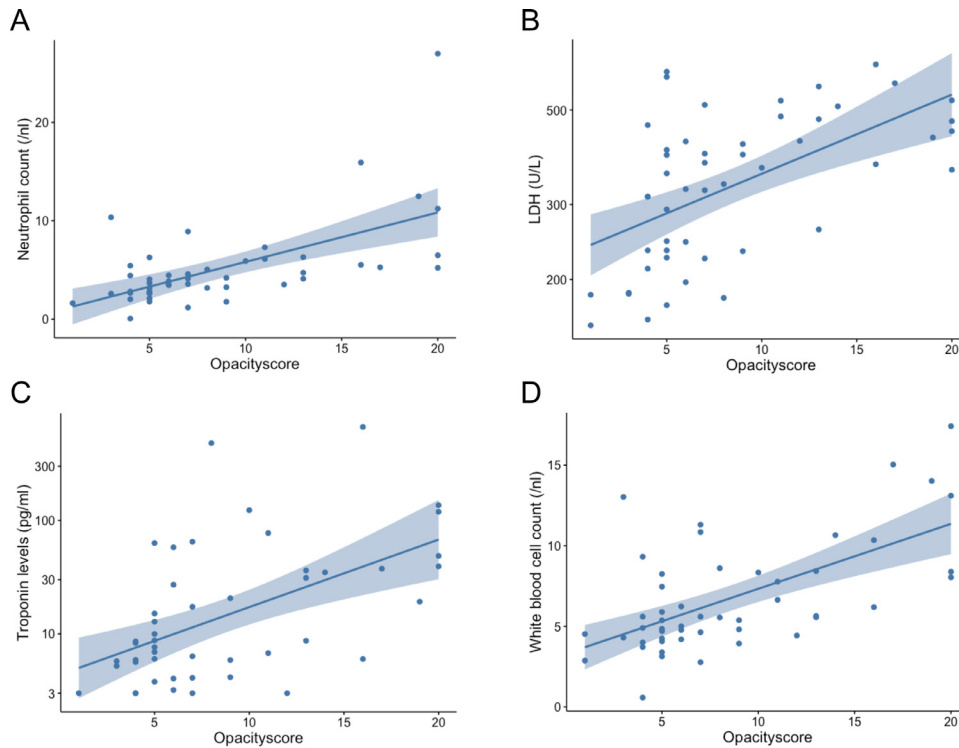 A
Neutrophil count (/nl)
20
10
0
5
10
15
20
Opacityscore
B
LDH (U/L)
500
300
200
5
10
15
20
Opacityscore
C
Troponin levels (pg/ml)
300
100
30
10
3
5
10
15
20
Opacityscore
D
White blood cell count (/nl)
15
10
5
0
5
10
15
20
Opacityscore